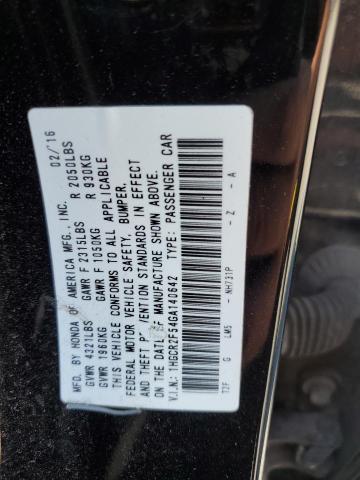 MFD. BY HONDA OF AMERICA MFG., INC. 02/'16
GVWR 4321LBS GAWR F 2315LBS R 2050LBS
GVWR 1960KG GAWR F 1050KG R 930KG
THIS VEHICLE CONFORMS TO ALL APPLICABLE
FEDERAL MOTOR VEHICLE SAFETY, BUMPER,
AND THEFT PREVENTION STANDARDS IN EFFECT
ON THE DATE OF MANUFACTURE SHOWN ABOVE.
V.I.N.: 1HGCR2F54GA140642 TYPE: PASSENGER CAR
T2F G LM5 - NH731P - Z - A